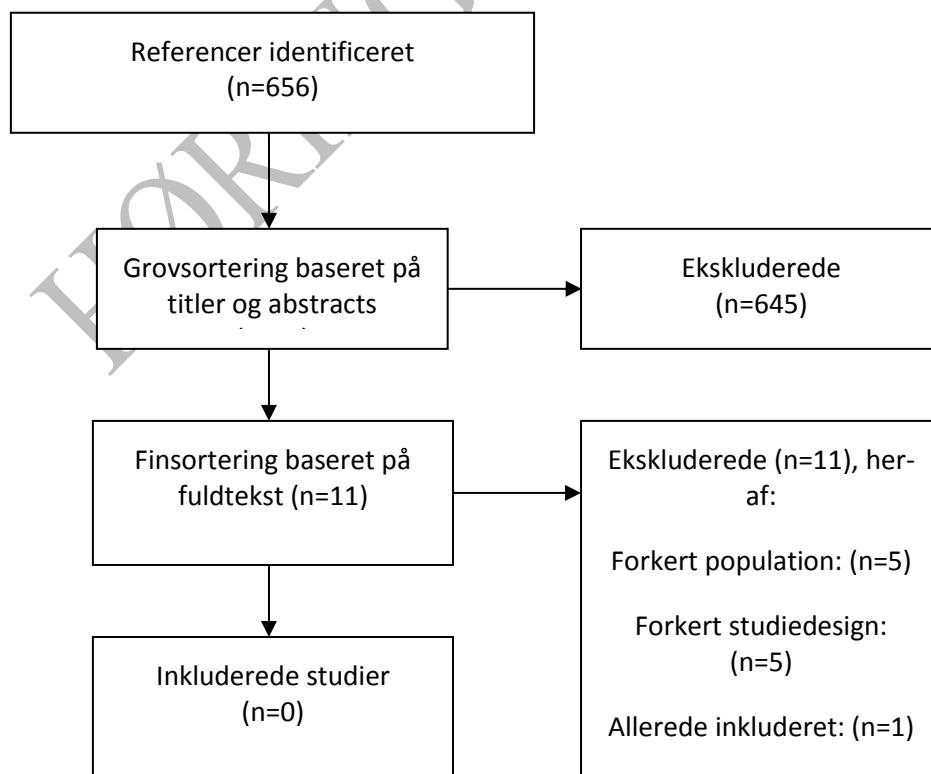 Referencer identificeret
(n=656)
Grovsortering baseret på
titler og abstracts
Ekskluderede
(n=645)
Finsortering baseret på
fuldtekst (n=11)
Ekskluderede (n=11), her-
af:
Forkert population: (n=5)
Forkert studiedesign:
(n=5)
Allerede inkluderet: (n=1)
Inkluderede studier
(n=0)